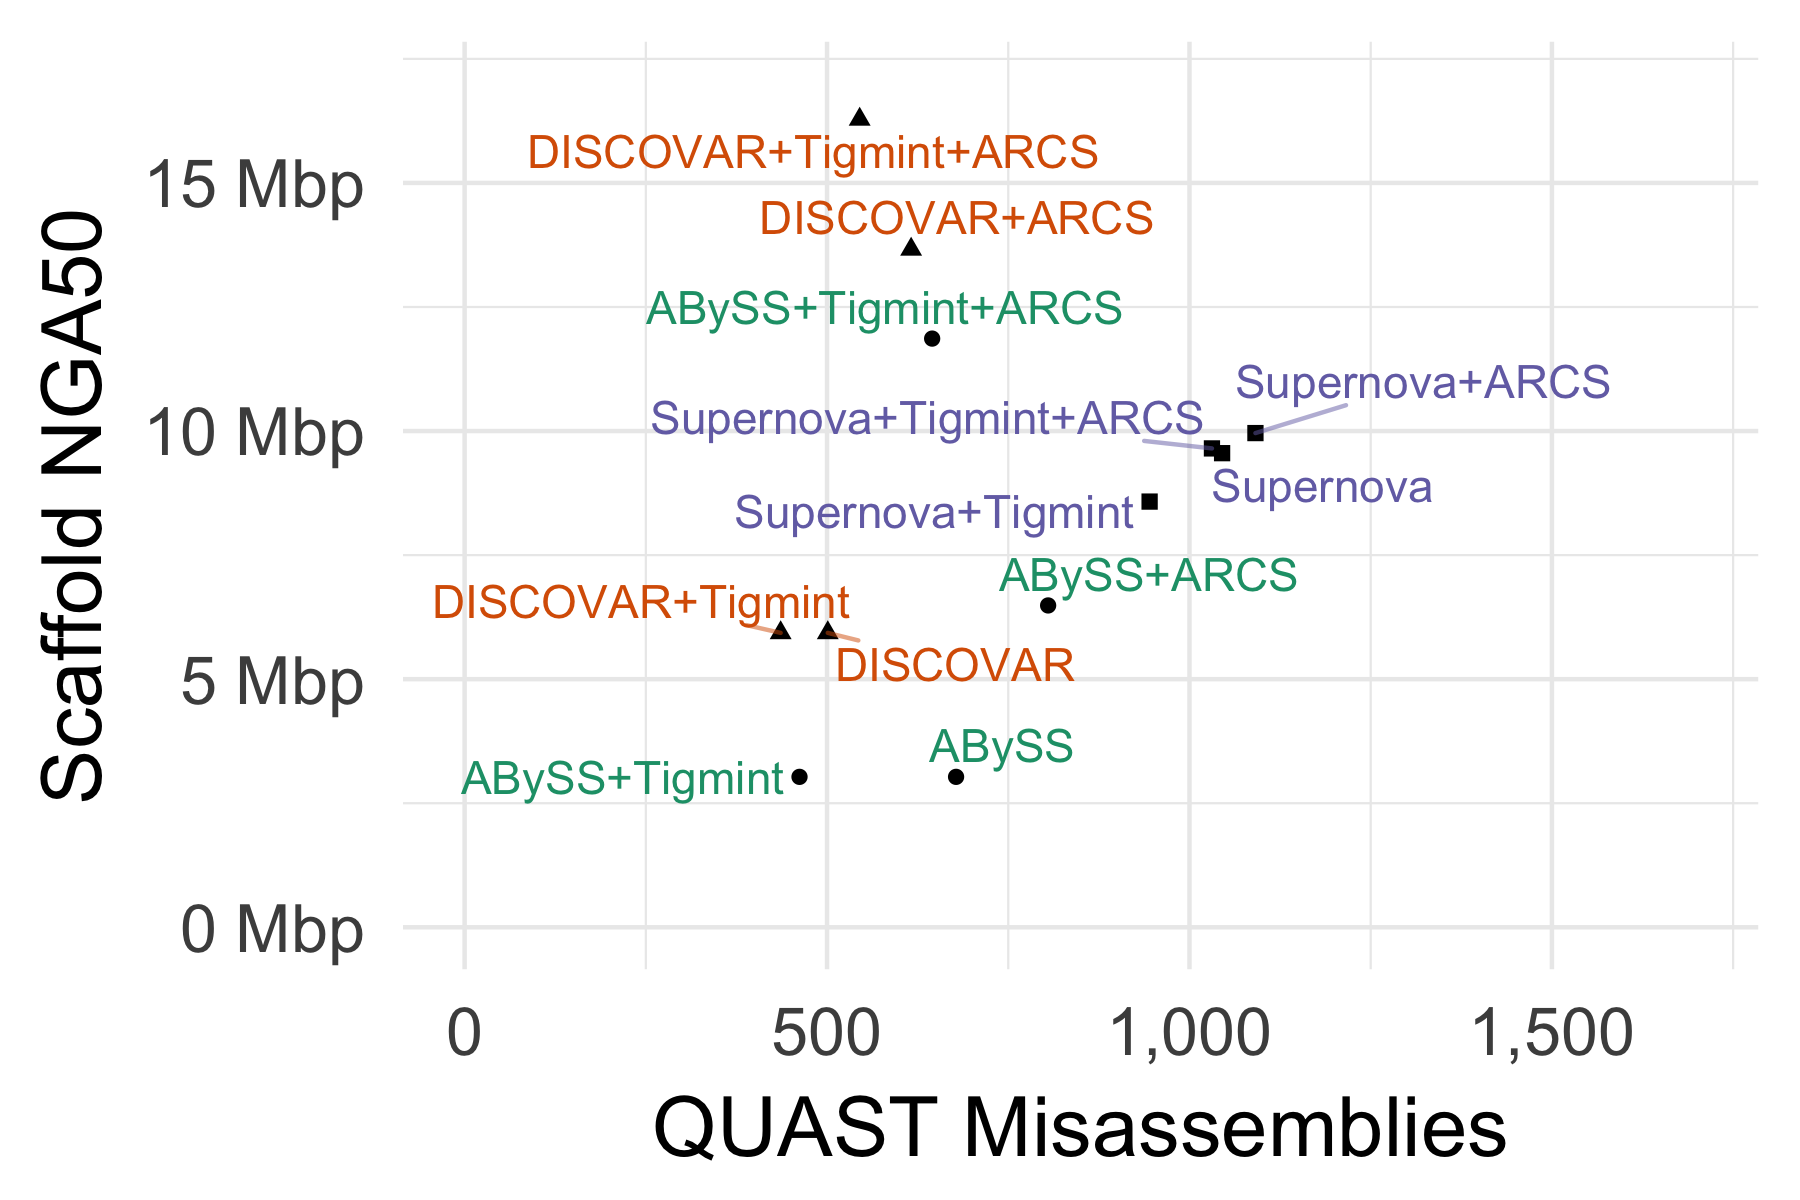 Scaffold NGA50
15 Mbp
10 Mbp
5 Mbp
0 Mbp
DISCOVAR+Tigmint+ARCS
DISCOVAR+ARCS
ABySS+Tigmint+ARCS
Supernova+ARCS
Supernova+Tigmint+ARCS
Supernova
Supernova+Tigmint
ABySS+ARCS
DISCOVAR+Tigmint
DISCOVAR
ABySS
ABySS+Tigmint
0 500 1,000 1,500
QUAST Misassemblies